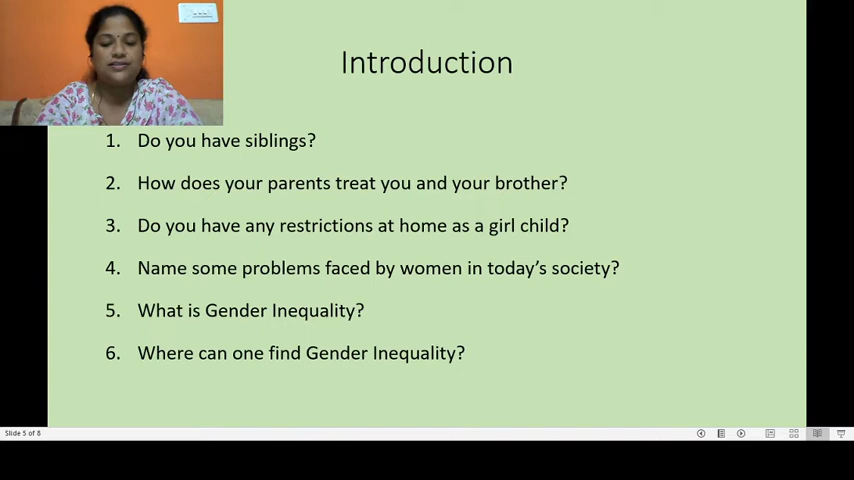 Introduction
1. Do you have siblings?
2. How does your parents treat you and your brother?
3. Do you have any restrictions at home as a girl child?
4. Name some problems faced by women in today’s society?
5. What is Gender Inequality?
6. Where can one find Gender Inequality?
Slide 5 of 8